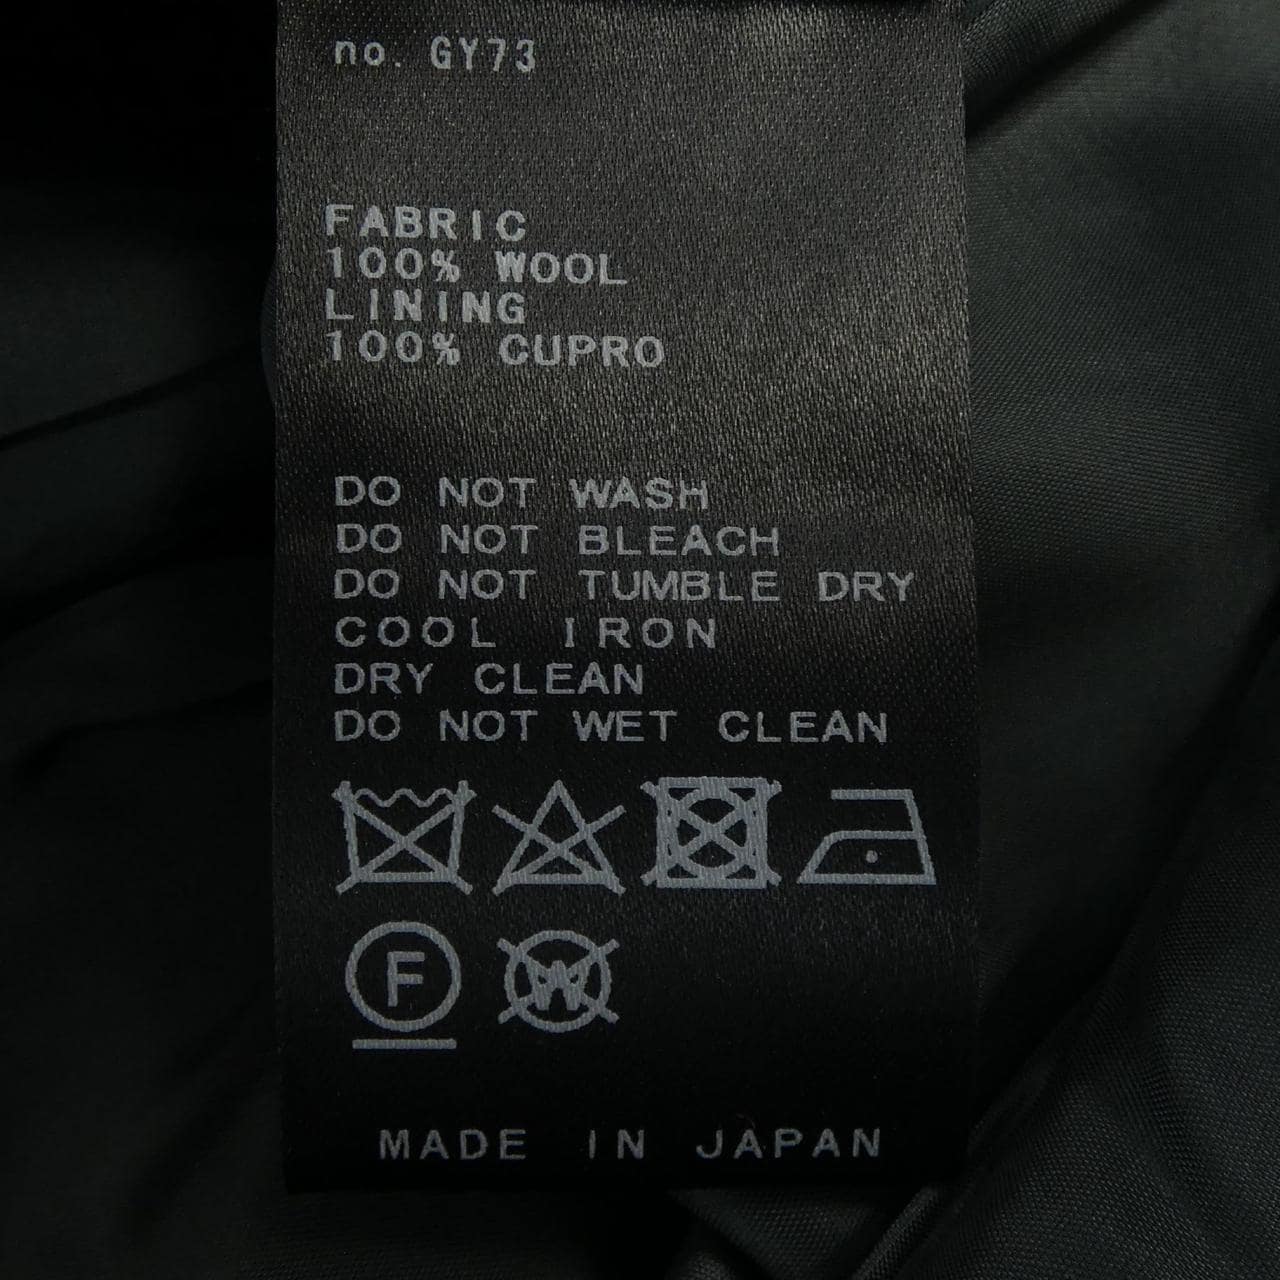 no. GY73
FABRIC
100% WOOL
LINING
100% CUPRO
DO NOT WASH
DO NOT BLEACH
DO NOT TUMBLE DRY
COOL IRON
DRY CLEAN
DO NOT WET CLEAN
F W
MADE IN JAPAN